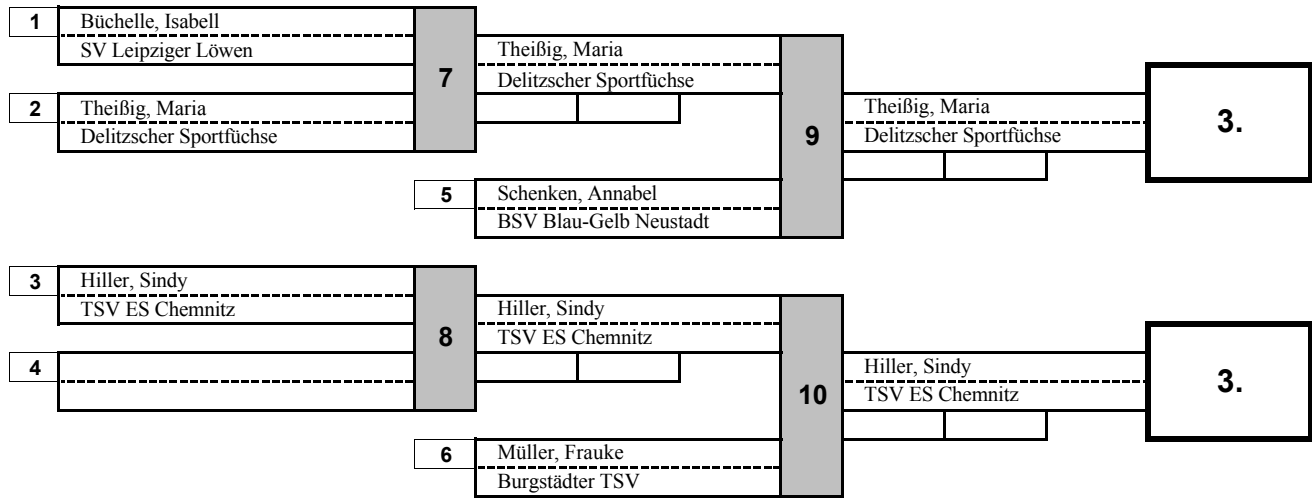 1 Büchelle, Isabell
SV Leipziger Löwen
7
Theißig, Maria
Delitzscher Sportfüchse
2 Theißig, Maria
Delitzscher Sportfüchse
9
Theißig, Maria
Delitzscher Sportfüchse
3.
5 Schenken, Annabel
BSV Blau-Gelb Neustadt
3 Hiller, Sindy
TSV ES Chemnitz
8
Hiller, Sindy
TSV ES Chemnitz
4
10
Hiller, Sindy
TSV ES Chemnitz
3.
6 Müller, Frauke
Burgstädter TSV